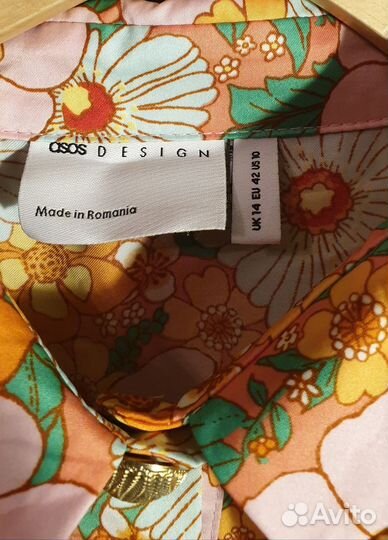 asos DESIGN
Made in Romania
UK 14 EU 42 US 10
Avito